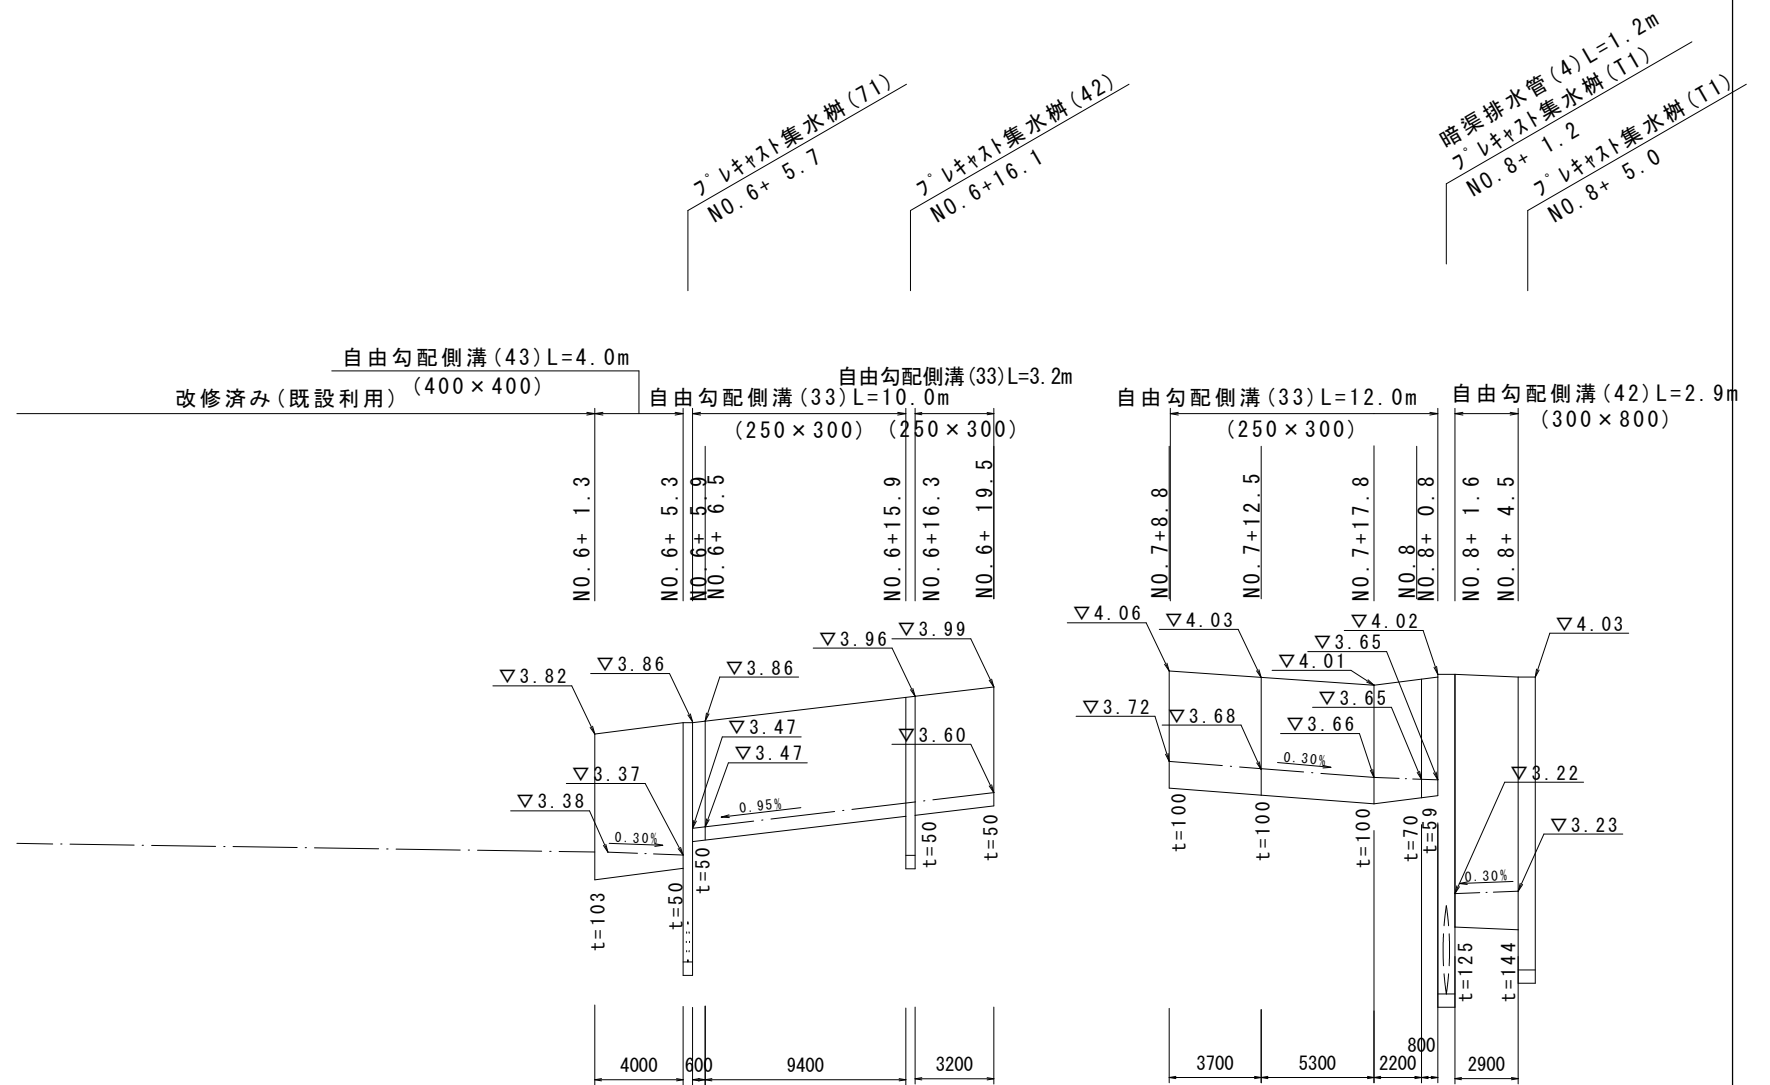 プレキャスト集水桝(71)
NO.6+ 5.7
プレキャスト集水桝(42)
NO.6+16.1
暗渠排水管(4)L=1.2m
プレキャスト集水桝(T1)
NO.8+ 1.2
プレキャスト集水桝(T1)
NO.8+ 5.0
自由勾配側溝(43)L=4.0m
(400×400)
改修済み(既設利用)
自由勾配側溝(33)L=10.0m
(250×300)
自由勾配側溝(33)L=3.2m
(250×300)
自由勾配側溝(33)L=12.0m
(250×300)
自由勾配側溝(42)L=2.9m
(300×800)
NO.6+ 1.3
NO.6+ 5.3
NO.6+ 5.9
NO.6+ 6.5
NO.6+15.9
NO.6+16.3
NO.6+ 19.5
NO.7+8.8
NO.7+12.5
NO.7+17.8
NO.8
NO.8+ 0.8
NO.8+ 1.6
NO.8+ 4.5
▽3.82
▽3.86
▽3.86
▽3.96
▽3.99
▽4.06
▽4.03
▽4.01
▽4.02
▽3.65
▽4.03
▽3.38
▽3.37
▽3.47
▽3.47
▽3.60
▽3.72
▽3.68
▽3.66
▽3.65
▽3.22
▽3.23
0.30%
0.95%
0.30%
0.30%
t=103
t=50
t=50
t=50
t=50
t=100
t=100
t=100
t=70
t=59
t=125
t=144
4000
600
9400
3200
3700
5300
2200
800
2900